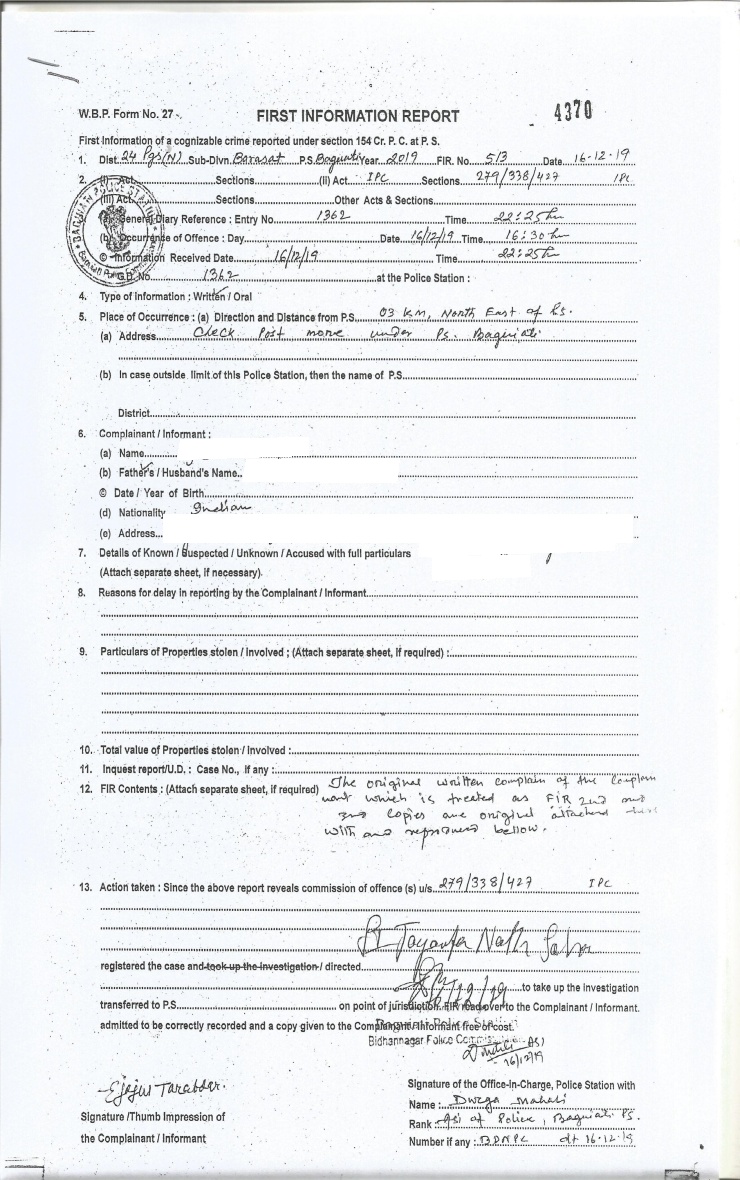 W.B.P. Form No. 27
FIRST INFORMATION REPORT
4370
First Information of a cognizable crime reported under section 154 Cr. P. C. at P. S.
1. Dist. 24 Pgs(N) Sub-Dlvn. Barasat P.S. Baguiati Year 2019 FIR. No. 513 Date 16-12-19
2. (i) Act Sections (ii) Act. IPC Sections 279/338/427 IPC
(iii) Act Sections Other Acts & Sections
(a) General Diary Reference : Entry No. 1362 Time 22:25 hr
(b) Occurrence of Offence : Day Date 16/12/19 Time 16:30 hr
© Information Received Date 16/12/19 Time 22:25 hr
G.D. No. 1362 at the Police Station :
4. Type of information : Written / Oral
5. Place of Occurrence : (a) Direction and Distance from P.S. 03 KM, North East of P.S.
(a) Address Check Post more under Ps. Baguiati
(b) In case outside limit of this Police Station, then the name of P.S.
District
6. Complainant / Informant :
(a) Name
(b) Father's / Husband's Name
© Date / Year of Birth
(d) Nationality Indian
(e) Address
7. Details of Known / Suspected / Unknown / Accused with full particulars
(Attach separate sheet, if necessary).
8. Reasons for delay in reporting by the Complainant / Informant
9. Particulars of Properties stolen / Involved ; (Attach separate sheet, if required) :
10. Total value of Properties stolen / Involved :
11. Inquest report/U.D. : Case No., if any :
12. FIR Contents : (Attach separate sheet, if required) The original written complain of the Complain
nant which is treated as FIR 2nd and
3rd copies are original attached here
with and reproduced bellow.
13. Action taken : Since the above report reveals commission of offence (s) u/s. 279/338/427 IPC
SI Jayanta Nath Saha
registered the case and took up the investigation / directed
to take up the investigation
transferred to P.S. on point of jurisdiction. FIR read over to the Complainant / Informant.
admitted to be correctly recorded and a copy given to the Complainant / Informant free of cost.
Bidhannagar Police
ASI
16/12/19
Ejajur Tarabder.
Signature /Thumb Impression of
the Complainant / Informant
Signature of the Office-in-Charge, Police Station with
Name : Durga Mahali
Rank : Asi of Police, Baguiati PS.
Number if any : BDNPC dt 16-12-19